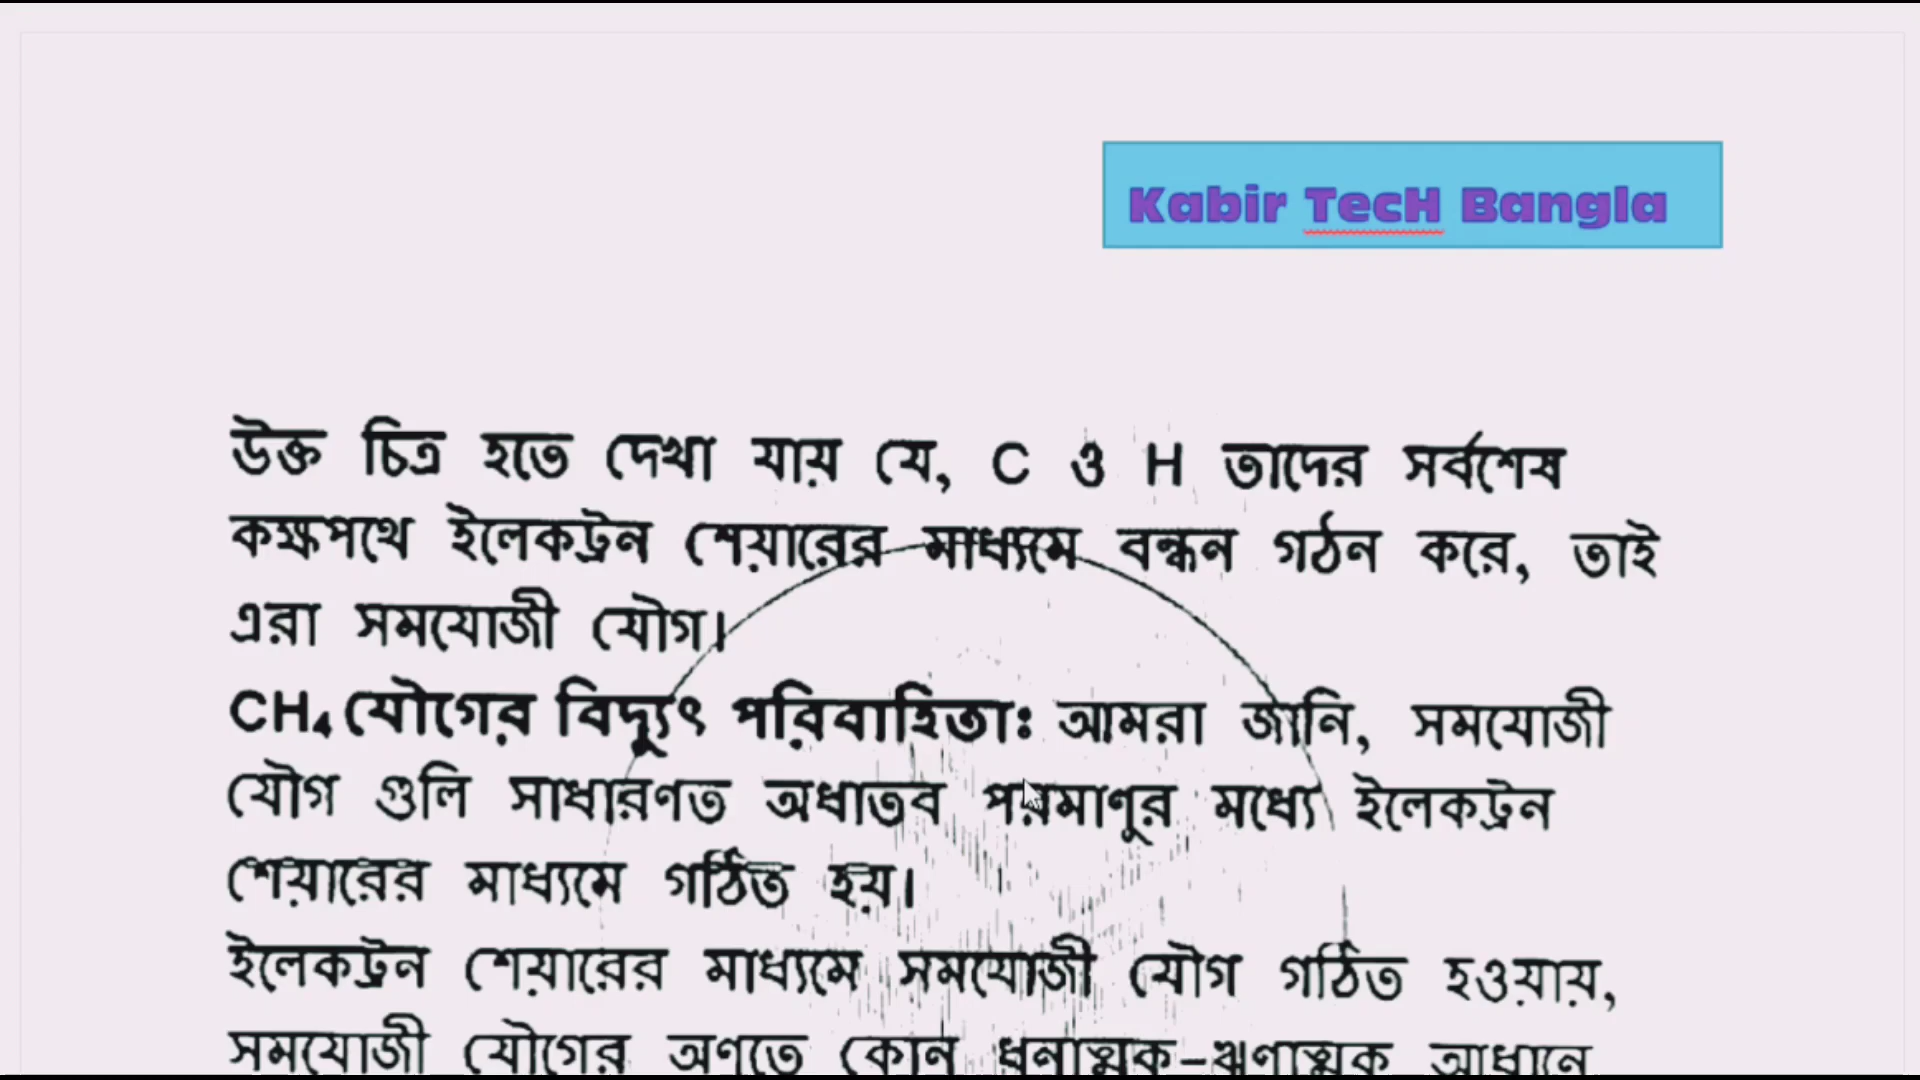 Kabir TecH Bangla
উক্ত চিত্র হতে দেখা যায় যে, C ও H তাদের সর্বশেষ
কক্ষপথে ইলেকট্রন শেয়ারের মাধ্যমে বন্ধন গঠন করে, তাই
এরা সমযোজী যৌগ।
CH₄ যৌগের বিদ্যুৎ পরিবাহিতাঃ আমরা জানি, সমযোজী
যৌগ গুলি সাধারণত অধাতব পরমাণুর মধ্যে ইলেকট্রন
শেয়ারের মাধ্যমে গঠিত হয়।
ইলেকট্রন শেয়ারের মাধ্যমে সমযোজী যৌগ গঠিত হওয়ায়,
সমযোজী যৌগের অণুতে কোন ধনাত্মক-ঋণাত্মক আধানে